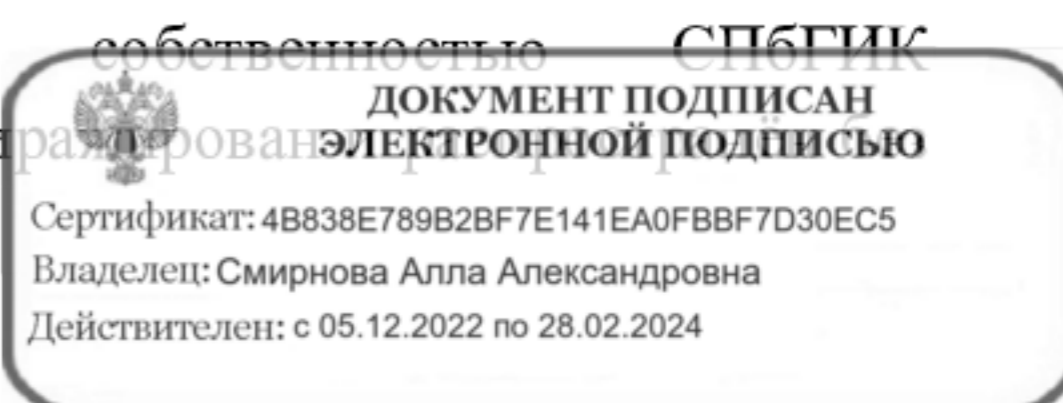 собственностью СПбГИК
ДОКУМЕНТ ПОДПИСАН
ЭЛЕКТРОННОЙ ПОДПИСЬЮ
Сертификат: 4B838E789B2BF7E141EA0FBBF7D30EC5
Владелец: Смирнова Алла Александровна
Действителен: с 05.12.2022 по 28.02.2024